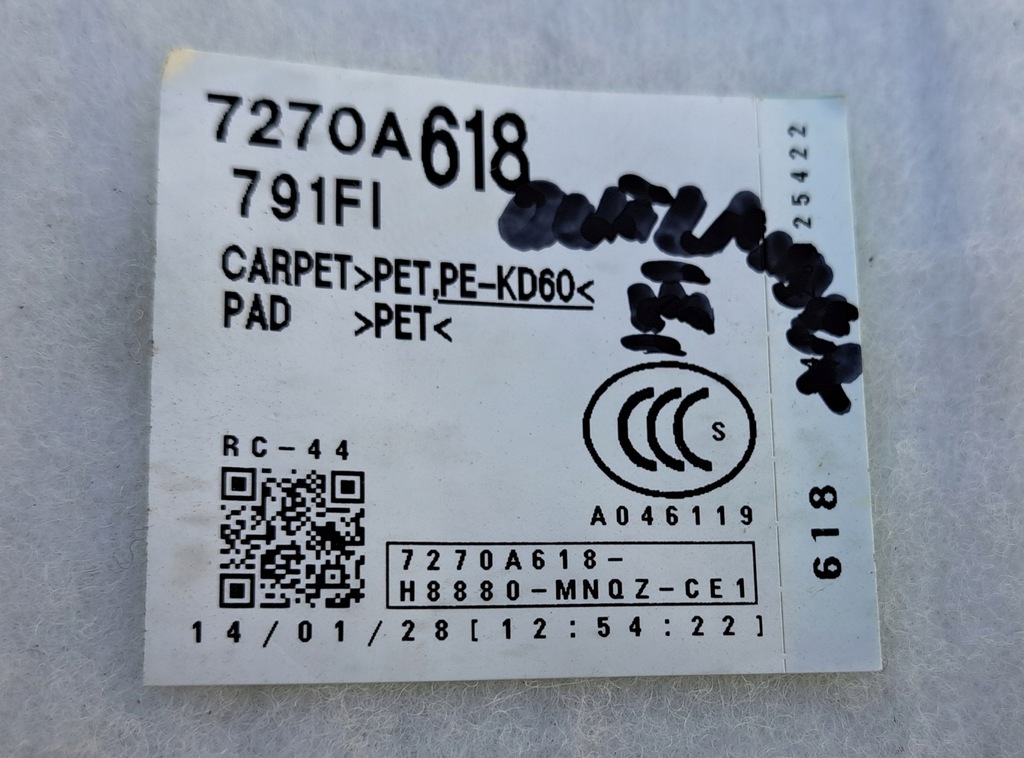 7270A618
791FI
CARPET>PET,PE-KD60<
PAD >PET<
RC-44
CCC S
A046119
7270A618-
H8880-MNQZ-CE1
14/01/28[12:54:22]
25422
618